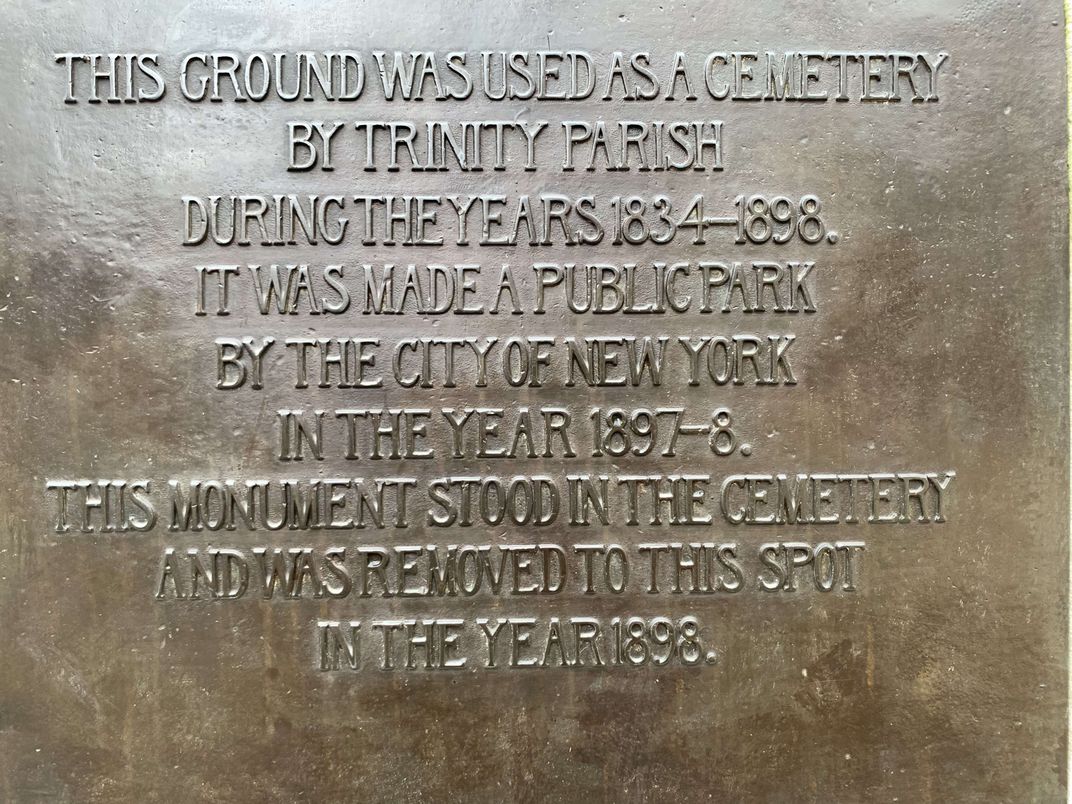 THIS GROUND WAS USED AS A CEMETERY
BY TRINITY PARISH
DURING THE YEARS 1834–1898.
IT WAS MADE A PUBLIC PARK
BY THE CITY OF NEW YORK
IN THE YEAR 1897–8.
THIS MONUMENT STOOD IN THE CEMETERY
AND WAS REMOVED TO THIS SPOT
IN THE YEAR 1898.